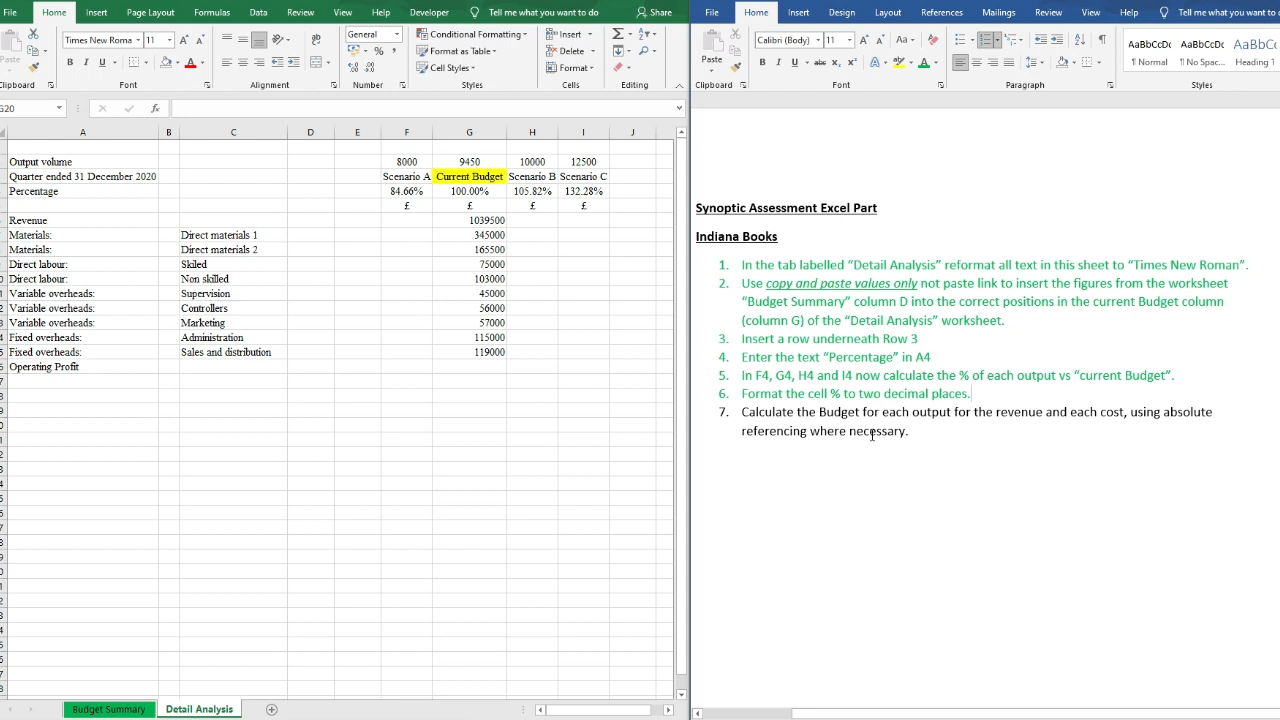 File Home Insert Page Layout Formulas Data Review View Help Developer Tell me what you want to do Share
Paste Times New Roma 11 General Conditional Formatting Insert
B I U % , Format as Table Delete
Cell Styles Format
Clipboard Font Alignment Number Styles Cells Editing
G20 fx
A B C D E F G H I J
Output volume 8000 9450 10000 12500
Quarter ended 31 December 2020 Scenario A Current Budget Scenario B Scenario C
Percentage 84.66% 100.00% 105.82% 132.28%
£ £ £ £
Revenue 1039500
Materials: Direct materials 1 345000
Materials: Direct materials 2 165500
Direct labour: Skiled 75000
Direct labour: Non skilled 103000
Variable overheads: Supervision 45000
Variable overheads: Controllers 56000
Variable overheads: Marketing 57000
Fixed overheads: Administration 115000
Fixed overheads: Sales and distribution 119000
Operating Profit
Budget Summary Detail Analysis
File Home Insert Design Layout References Mailings Review View Help Tell me what you want to do
Paste Calibri (Body) 11 Aa AaBbCcDc AaBbCcDc AaBbCc
B I U abc x₂ x² A ¶ Normal ¶ No Spac... Heading 1
Clipboard Font Paragraph Styles
Synoptic Assessment Excel Part
Indiana Books
1. In the tab labelled “Detail Analysis” reformat all text in this sheet to “Times New Roman”.
2. Use copy and paste values only not paste link to insert the figures from the worksheet
“Budget Summary” column D into the correct positions in the current Budget column
(column G) of the “Detail Analysis” worksheet.
3. Insert a row underneath Row 3
4. Enter the text “Percentage” in A4
5. In F4, G4, H4 and I4 now calculate the % of each output vs “current Budget”.
6. Format the cell % to two decimal places.
7. Calculate the Budget for each output for the revenue and each cost, using absolute
referencing where necessary.